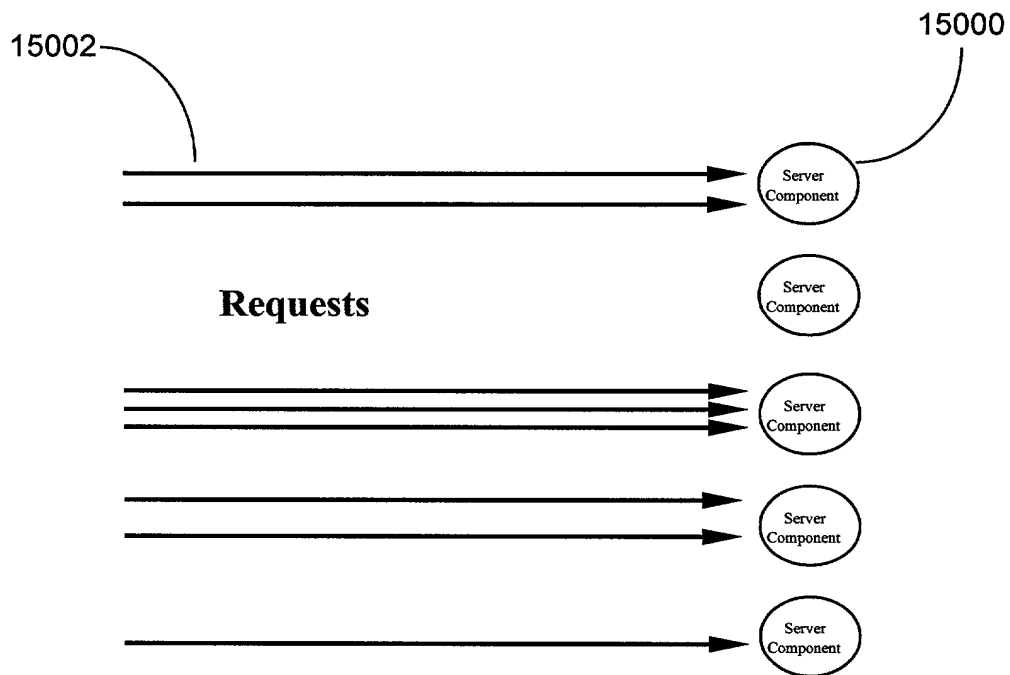 15002
15000
Server
Component
Server
Component
Requests
Server
Component
Server
Component
Server
Component